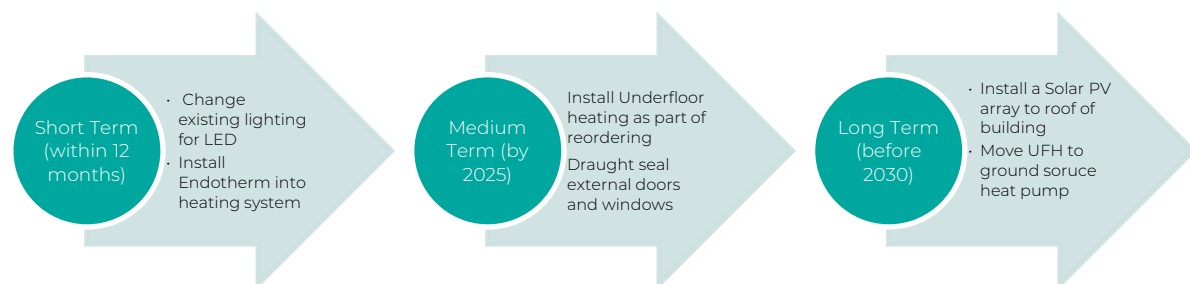 Short Term
(within 12
months)
• Change
existing lighting
for LED
• Install
Endotherm into
heating system
Medium
Term (by
2025)
Install Underfloor
heating as part of
reordering
Draught seal
external doors
and windows
Long Term
(before
2030)
• Install a Solar PV
array to roof of
building
• Move UFH to
ground soruce
heat pump